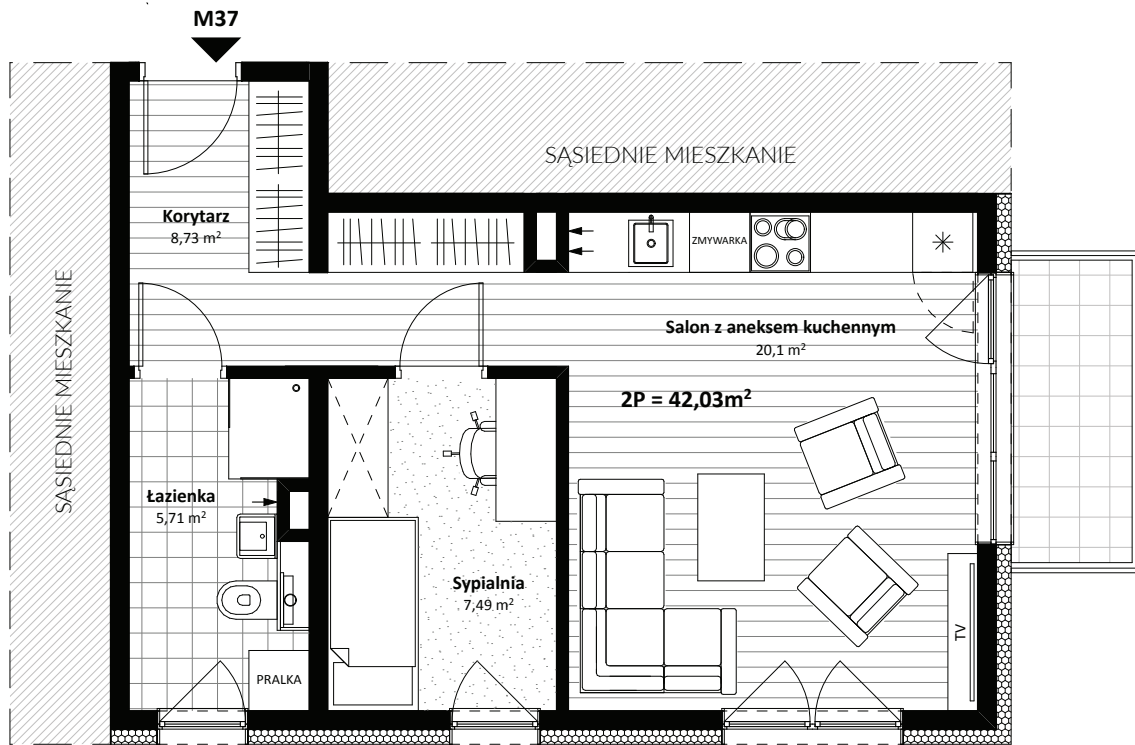 M37
SĄSIEDNIE MIESZKANIE
Korytarz
8,73 m²
ZMYWARKA
SĄSIEDNIE MIESZKANIE
Salon z aneksem kuchennym
20,1 m²
2P = 42,03m²
Łazienka
5,71 m²
Sypialnia
7,49 m²
TV
PRALKA